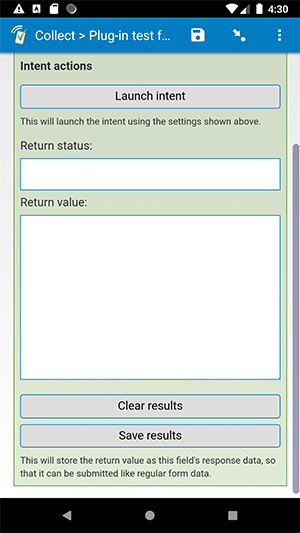 4:30
Collect > Plug-in test f...
Intent actions
Launch intent
This will launch the intent using the settings shown above.
Return status:
Return value:
Clear results
Save results
This will store the return value as this field's response data, so
that it can be submitted like regular form data.